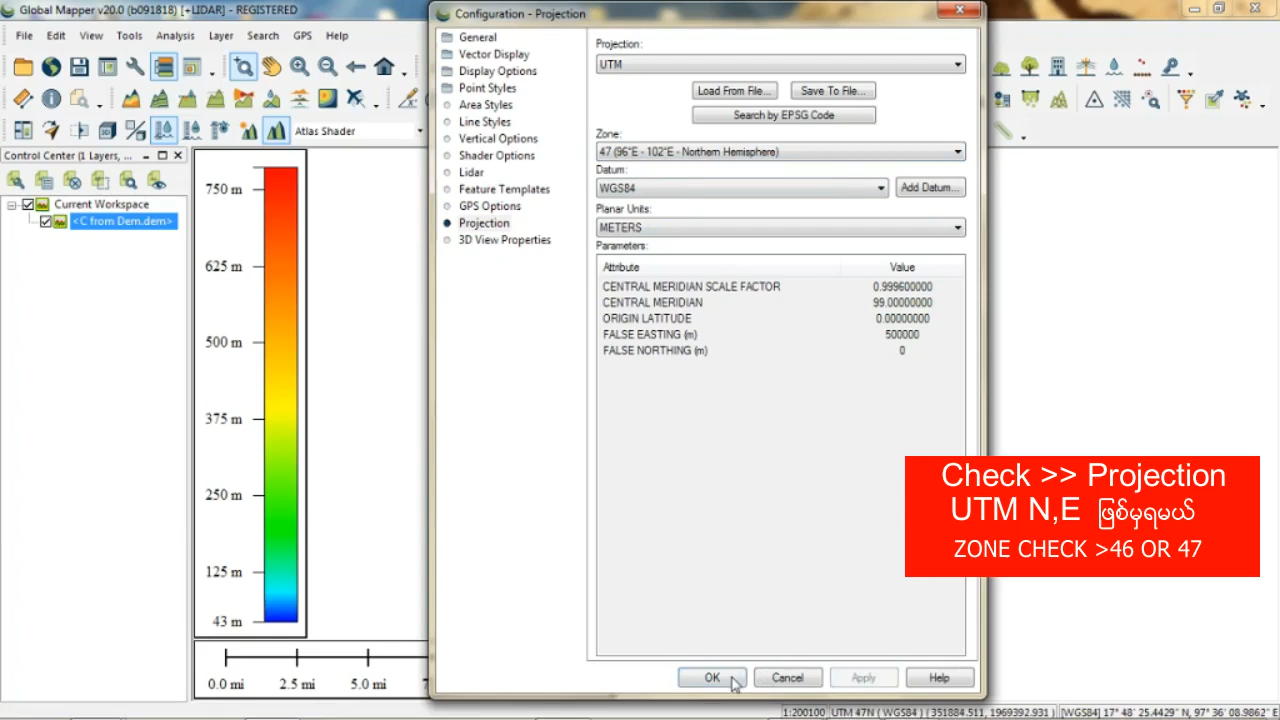 Global Mapper v20.0 (b091818) [+LIDAR] - REGISTERED
File Edit View Tools Analysis Layer Search GPS Help
Atlas Shader
Control Center (1 Layers, ...
Current Workspace
<C from Dem.dem>
750 m
625 m
500 m
375 m
250 m
125 m
43 m
0.0 mi 2.5 mi 5.0 mi
Configuration - Projection
General
Vector Display
Display Options
Point Styles
Area Styles
Line Styles
Vertical Options
Shader Options
Lidar
Feature Templates
GPS Options
Projection
3D View Properties
Projection:
UTM
Load From File... Save To File...
Search by EPSG Code
Zone:
47 (96°E - 102°E - Northern Hemisphere)
Datum:
WGS84 Add Datum...
Planar Units:
METERS
Parameters:
Attribute Value
CENTRAL MERIDIAN SCALE FACTOR 0.999600000
CENTRAL MERIDIAN 99.00000000
ORIGIN LATITUDE 0.00000000
FALSE EASTING (m) 500000
FALSE NORTHING (m) 0
OK Cancel Apply Help
Check >> Projection
UTM N,E ဖြစ်မှရမယ်
ZONE CHECK >46 OR 47
1:200100 UTM 47N ( WGS84 ) ( 351884.511, 1969392.931 ) [WGS84] 17° 48' 25.4429" N, 97° 36' 08.9862" E